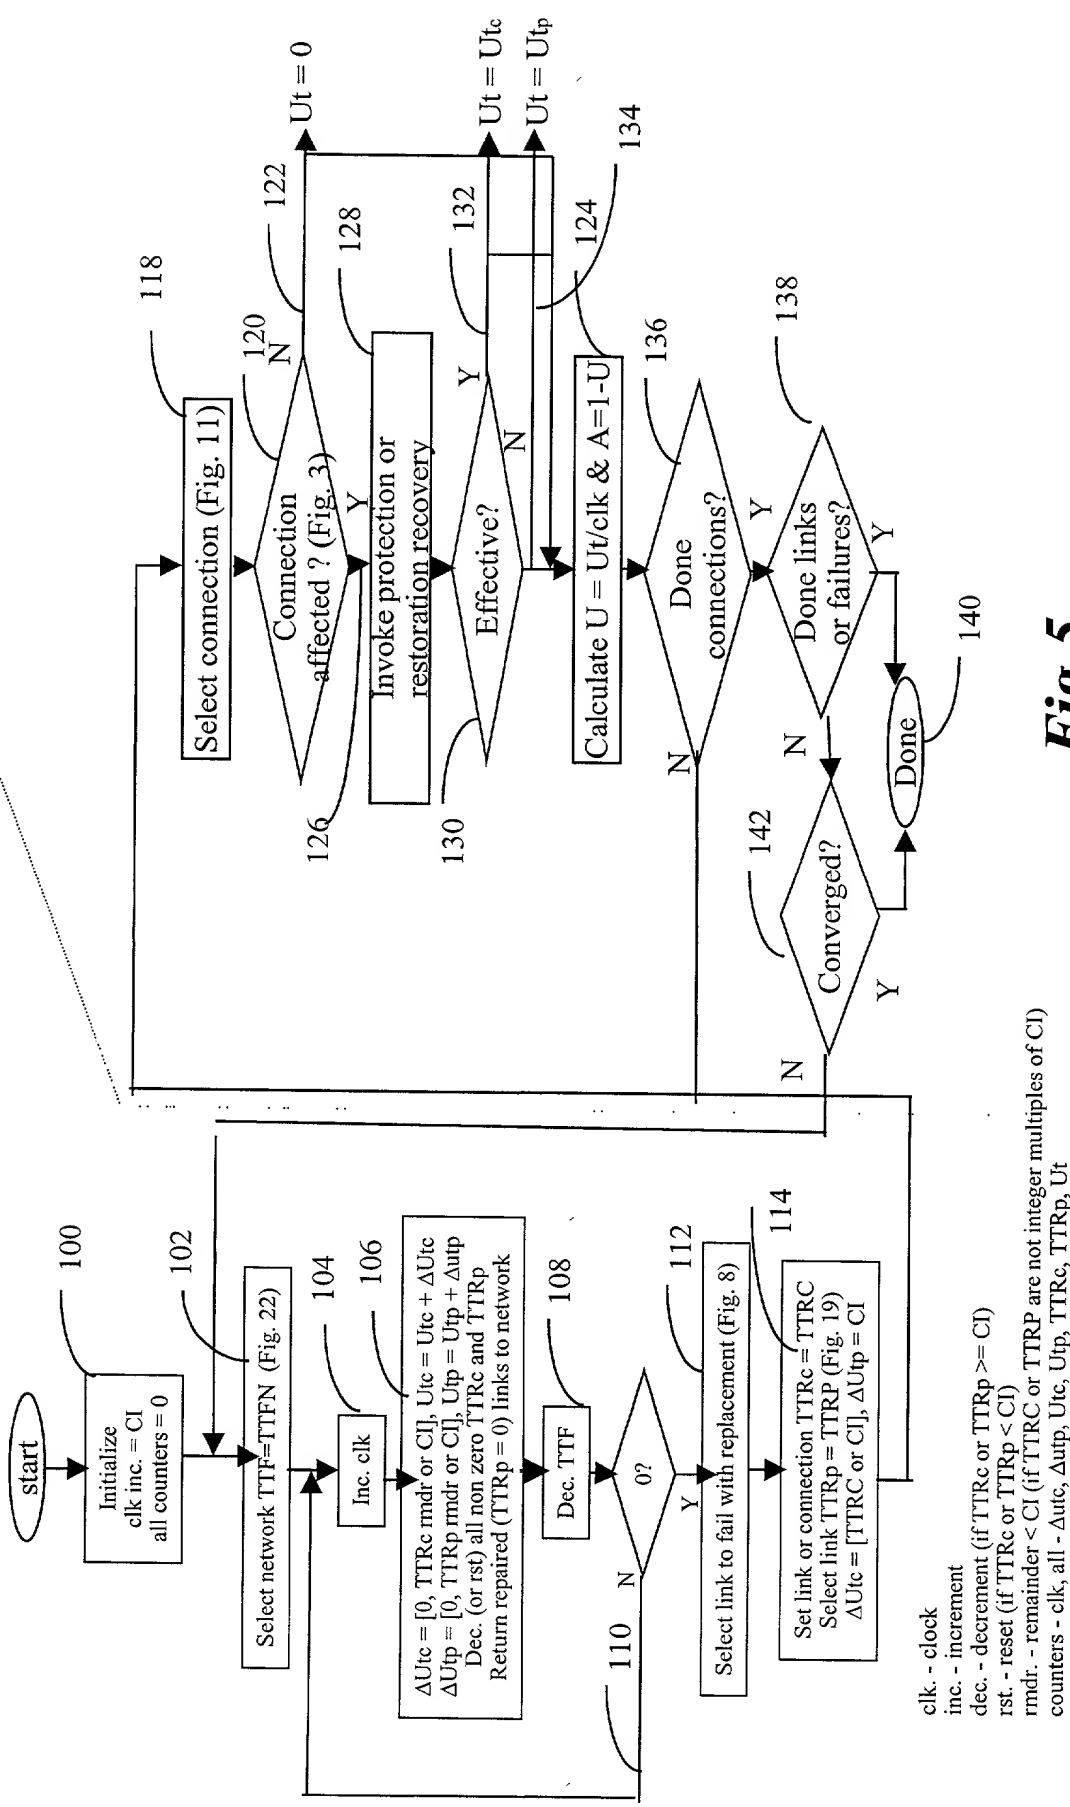 start
100
Initialize
clk inc. = CI
all counters = 0
102
Select network TTF=TTFN (Fig. 22)
104
Inc. clk
106
ΔUtc = [0, TTRc rmdr or CI], Utc = Utc + ΔUtc
ΔUtp = [0, TTRp rmdr or CI], Utp = Utp + Δutp
Dec. (or rst) all non zero TTRc and TTRp
Return repaired (TTRp = 0) links to network
108
Dec. TTF
0?
N
Y
110
112
Select link to fail with replacement (Fig. 8)
114
Set link or connection TTRc = TTRC
Select link TTRp = TTRP (Fig. 19)
ΔUtc = [TTRC or CI], ΔUtp = CI
clk. - clock
inc. - increment
dec. - decrement (if TTRc or TTRp >= CI)
rst. - reset (if TTRc or TTRp < CI)
rmdr. - remainder < CI (if TTRC or TTRP are not integer multiples of CI)
counters - clk, all - Δutc, Δutp, Utc, Utp, TTRc, TTRp, Ut
118
Select connection (Fig. 11)
120
N
Connection
affected ? (Fig. 3)
122
Ut = 0
Y
126
128
Invoke protection or
restoration recovery
130
Effective?
Y
132
Ut = Utc
N
Ut = Utp
134
124
Calculate U = Ut/clk & A=1-U
136
Done
connections?
N
Y
138
Done links
or failures?
N
Y
142
Converged?
N
Y
Done
140
Fig. 5